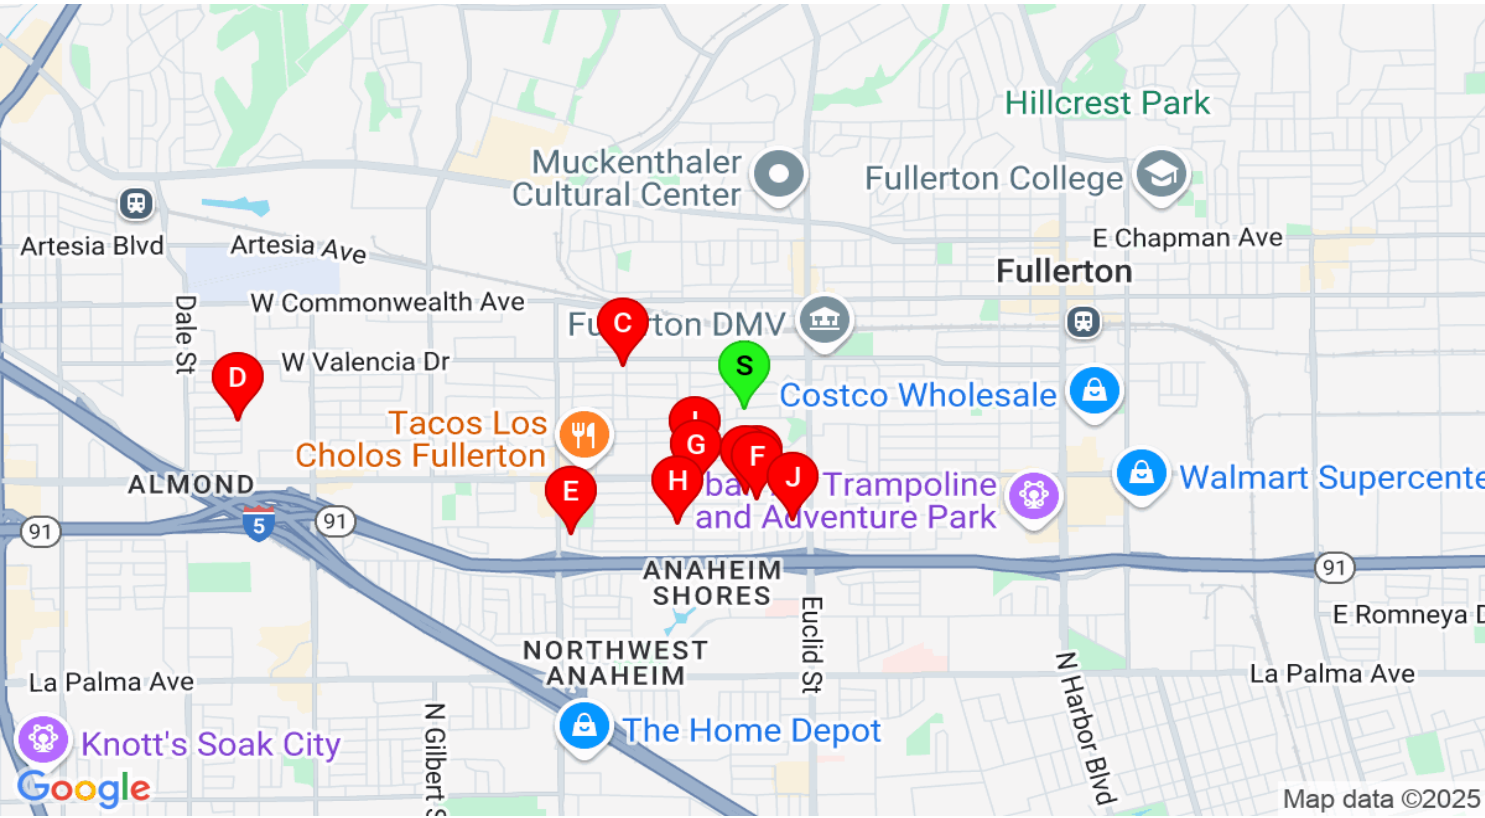 Hillcrest Park
Muckenthaler
Cultural Center
Fullerton College
Artesia Blvd
Artesia Ave
E Chapman Ave
Fullerton
W Commonwealth Ave
Dale St
C
DMV
W Valencia Dr
D
S
Costco Wholesale
Tacos Los
Cholos Fullerton
G
F
J
H
E
Trampoline
and Adventure Park
Walmart
ALMOND
91
5
91
91
ANAHEIM
SHORES
Euclid St
E Romneya
NORTHWEST
ANAHEIM
La Palma Ave
La Palma Ave
N Harbor Blvd
N Gilbert
The Home Depot
Knott's Soak City
Google
Map data ©2025